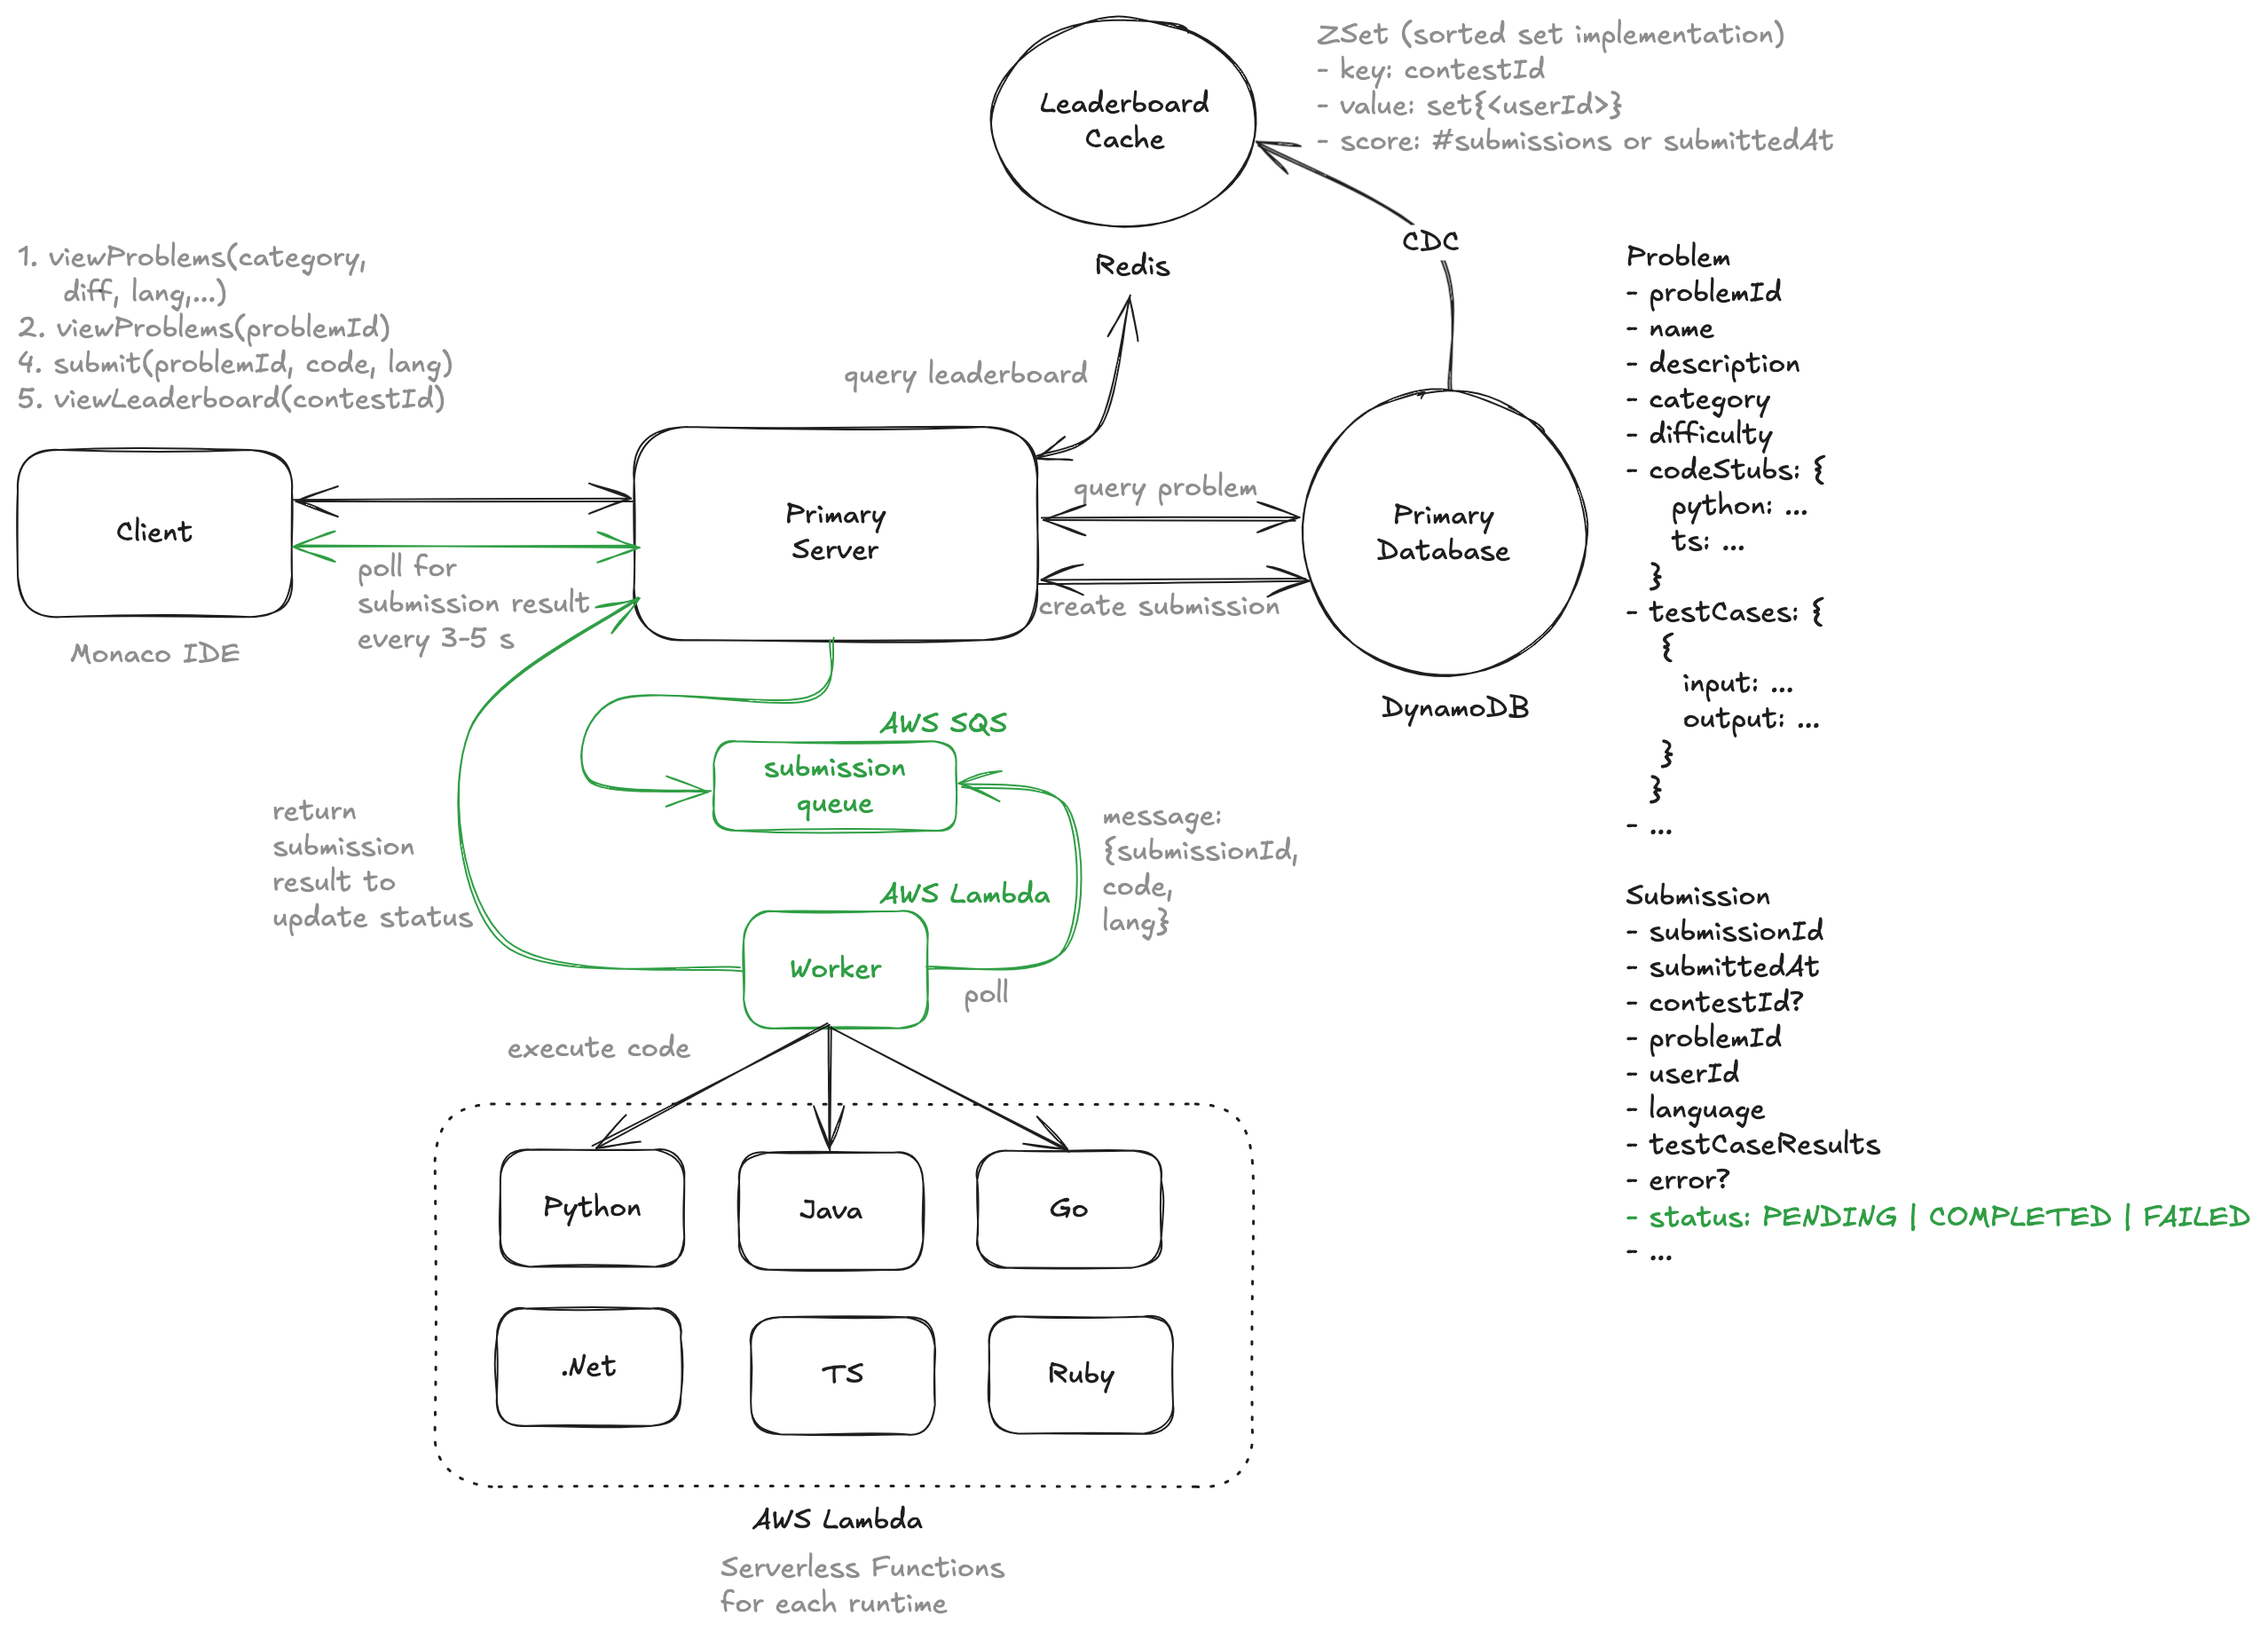 Leaderboard
Cache
ZSet (sorted set implementation)
- key: contestId
- value: set{<userId>}
- score: #submissions or submittedAt
CDC
Redis
1. viewProblems(category,
diff, lang,...)
2. viewProblems(problemId)
4. submit(problemId, code, lang)
5. viewLeaderboard(contestId)
query leaderboard
Client
Monaco IDE
poll for
submission result
every 3-5 s
Primary
Server
query problem
create submission
Primary
Database
DynamoDB
Problem
- problemId
- name
- description
- category
- difficulty
- codeStubs: {
python: ...
ts: ...
}
- testCases: {
{
input: ...
output: ...
}
}
- ...
AWS SQS
submission
queue
return
submission
result to
update status
message:
{submissionId,
code,
lang}
AWS Lambda
Worker
poll
execute code
Submission
- submissionId
- submittedAt
- contestId?
- problemId
- userId
- language
- testCaseResults
- error?
- status: PENDING | COMPLETED | FAILED
- ...
Python
Java
Go
.Net
TS
Ruby
AWS Lambda
Serverless Functions
for each runtime